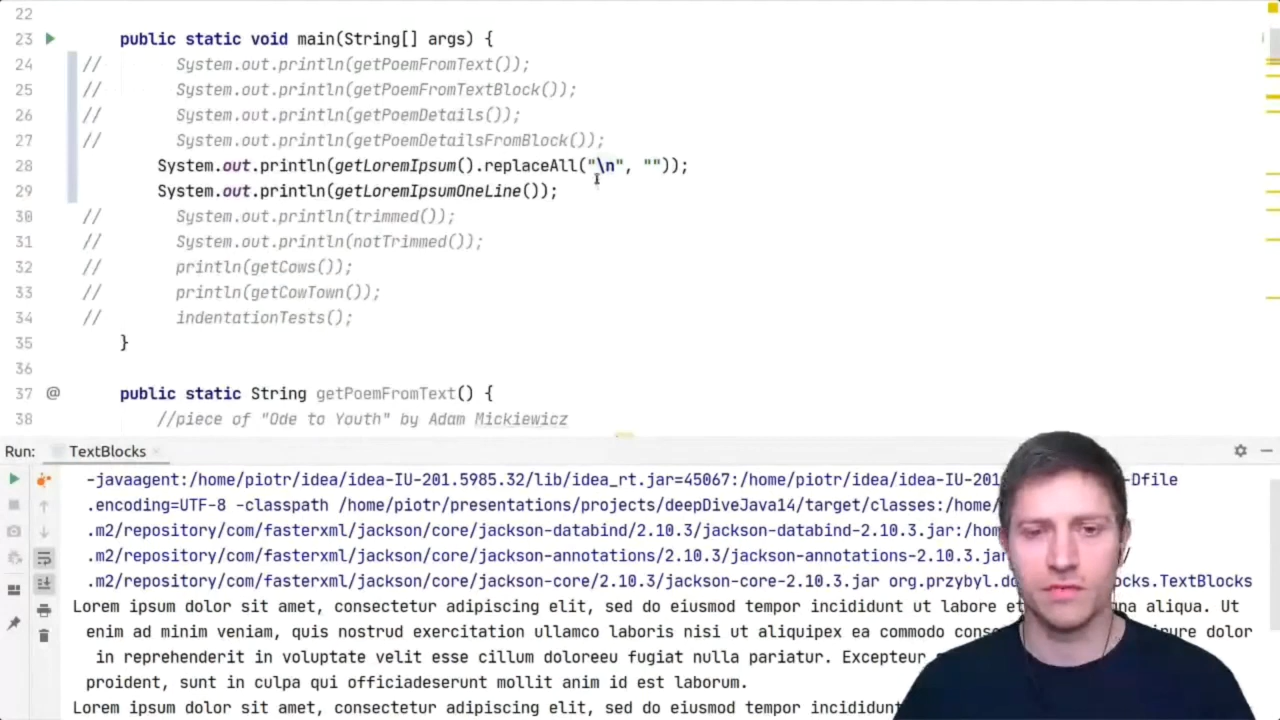 22
23 public static void main(String[] args) {
24 // System.out.println(getPoemFromText());
25 // System.out.println(getPoemFromTextBlock());
26 // System.out.println(getPoemDetails());
27 // System.out.println(getPoemDetailsFromBlock());
28 System.out.println(getLoremIpsum().replaceAll("\n", ""));
29 System.out.println(getLoremIpsumOneLine());
30 // System.out.println(trimmed());
31 // System.out.println(notTrimmed());
32 // println(getCows());
33 // println(getCowTown());
34 // indentationTests();
35 }
36
37 @ public static String getPoemFromText() {
38 //piece of "Ode to Youth" by Adam Mickiewicz
Run: TextBlocks
-javaagent:/home/piotr/idea/idea-IU-201.5985.32/lib/idea_rt.jar=45067:/home/piotr/idea/idea-IU-201 -Dfile
.encoding=UTF-8 -classpath /home/piotr/presentations/projects/deepDiveJava14/target/classes:/home/
.m2/repository/com/fasterxml/jackson/core/jackson-databind/2.10.3/jackson-databind-2.10.3.jar:/
.m2/repository/com/fasterxml/jackson/core/jackson-annotations/2.10.3/jackson-annotations-2.10.3.jar /
.m2/repository/com/fasterxml/jackson/core/jackson-core/2.10.3/jackson-core-2.10.3.jar org.przybyl. .TextBlocks
Lorem ipsum dolor sit amet, consectetur adipiscing elit, sed do eiusmod tempor incididunt ut labore et aliqua. Ut
enim ad minim veniam, quis nostrud exercitation ullamco laboris nisi ut aliquipex ea commodo dolor
in reprehenderit in voluptate velit esse cillum doloreeu fugiat nulla pariatur. Excepteur
proident, sunt in culpa qui officiadeserunt mollit anim id est laborum.
Lorem ipsum dolor sit amet, consectetur adipiscing elit, sed do eiusmod tempor incididunt ut labore